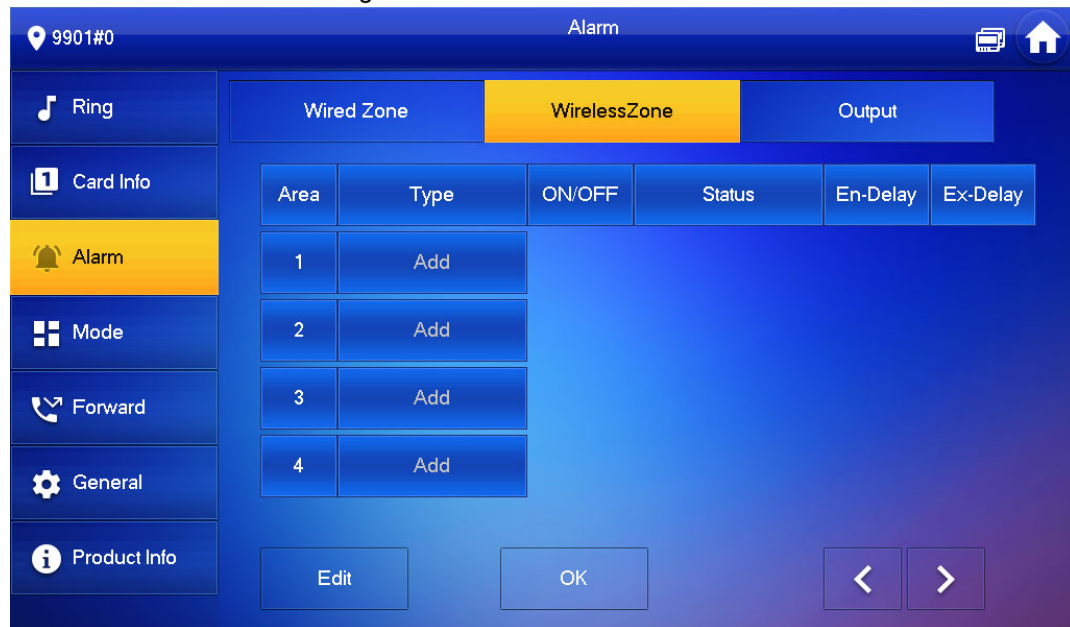 9901#0
Alarm
Ring
Card Info
Alarm
Mode
Forward
General
1
Product Info
Wired Zone
WirelessZone
Output
Area Type ON/OFF Status En-Delay Ex-Delay
1 Add
2 Add
3 Add
4 Add
Edit
OK